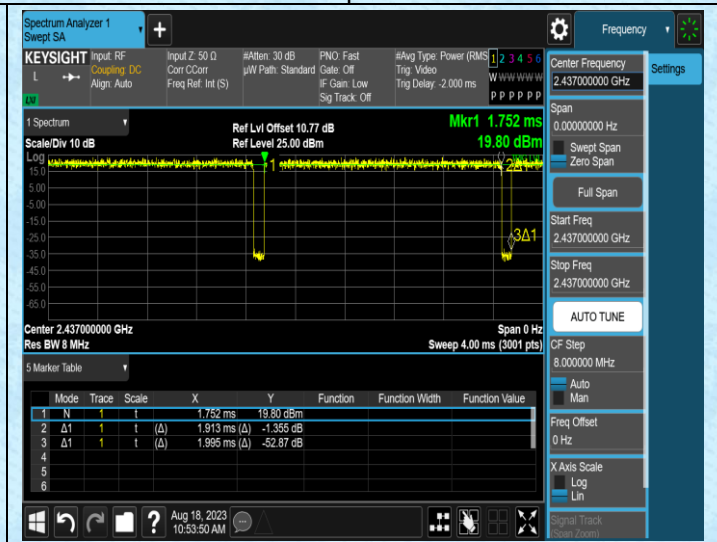 Spectrum Analyzer 1
Swept SA
+
Frequency
KEYSIGHT
L
LXI
Input: RF
Coupling: DC
Align: Auto
Input Z: 50 Ω
Corr CCorr
Freq Ref: Int (S)
#Atten: 30 dB
µW Path: Standard
PNO: Fast
Gate: Off
IF Gain: Low
Sig Track: Off
#Avg Type: Power (RMS
Trig: Video
Trig Delay: -2.000 ms
1 2 3 4 5 6
W W W W W W
P P P P P P
1 Spectrum
Scale/Div 10 dB
Ref Lvl Offset 10.77 dB
Ref Level 25.00 dBm
Mkr1 1.752 ms
19.80 dBm
Log
15.0
5.00
-5.00
-15.0
-25.0
-35.0
-45.0
-55.0
-65.0
1
2Δ1
3Δ1
Center 2.437000000 GHz
Res BW 8 MHz
Span 0 Hz
Sweep 4.00 ms (3001 pts)
5 Marker Table
Mode Trace Scale X Y Function Function Width Function Value
1 N 1 t 1.752 ms 19.80 dBm
2 Δ1 1 t (Δ) 1.913 ms (Δ) -1.355 dB
3 Δ1 1 t (Δ) 1.995 ms (Δ) -52.87 dB
4
5
6
?
Aug 18, 2023
10:53:50 AM
Center Frequency
2.437000000 GHz
Span
0.00000000 Hz
Swept Span
Zero Span
Full Span
Start Freq
2.437000000 GHz
Stop Freq
2.437000000 GHz
AUTO TUNE
CF Step
8.000000 MHz
Auto
Man
Freq Offset
0 Hz
X Axis Scale
Log
Lin
Signal Track
(Span Zoom)
Settings